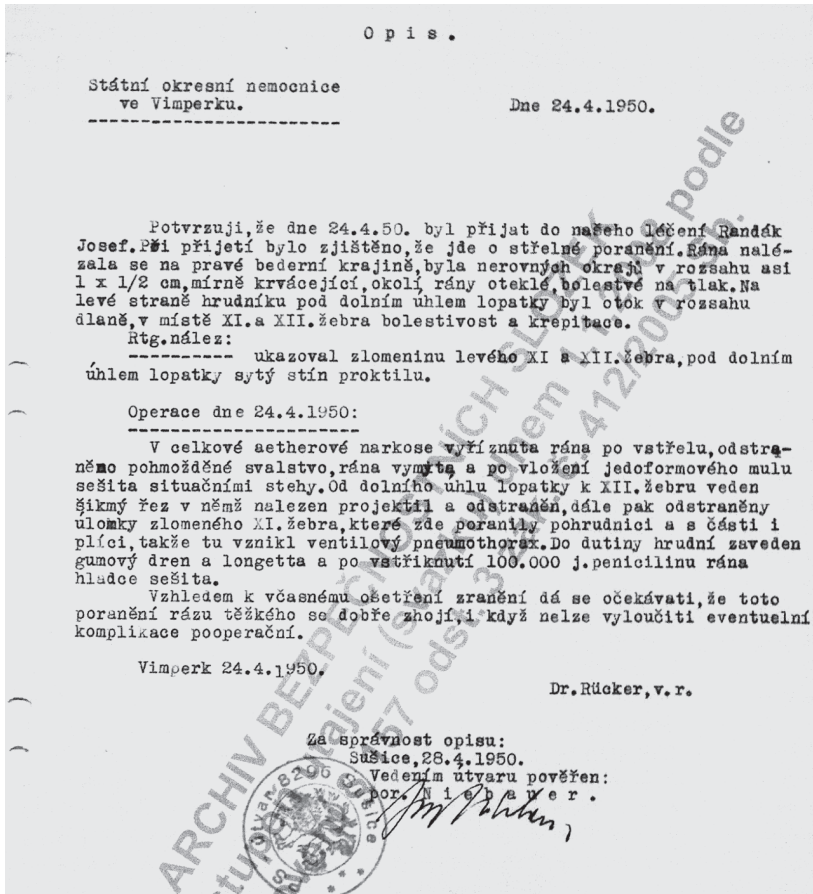 O p i s .
Státní okresní nemocnice
ve Vimperku.
Dne 24.4.1950.
Potvrzuji,že dne 24.4.50. byl přijat do našeho léčení Randák
Josef.Při přijetí bylo zjištěno,že jde o střelné poranění.Rána nalé-
zala se na pravé bederní krajině,byla nerovných okrajů v rozsahu asi
1 x 1/2 cm,mírně krvácející,okolí rány oteklé,bolestvé na tlak.Na
levé straně hrudníku pod dolním úhlem lopatky byl otok v rozsahu
dlaně,v místě XI.a XII.žebra bolestivost a krepitace.
Rtg.nález:
---------- ukazoval zlomeninu levého XI a XII.žebra,pod dolním
úhlem lopatky sytý stín proktilu.
Operace dne 24.4.1950:
V celkové aetherové narkose vyříznuta rána po vstřelu,odstra-
něno pohmožděné svalstvo,rána vymyta a po vložení jedoformového mulu
sešita situačními stehy.Od dolního úhlu lopatky k XII.žebru veden
šikmý řez v němž nalezen projektil a odstraněn,dále pak odstraněny
úlomky zlomeného XI.žebra,které zde poranily pohrudnici a s části i
plíci,takže tu vznikl ventilový pneumothorax.Do dutiny hrudní zaveden
gumový dren a longetta a po vstřiknutí 100.000 j.penicilinu rána
hladce sešita.
Vzhledem k včasnému ošetření zranění dá se očekávati,že toto
poranění rázu těžkého se dobře zhojí,i když nelze vyloučiti eventuelní
komplikace pooperační.
Vimperk 24.4.1950.
Dr.Rücker,v.r.
Za správnost opisu:
Sušice,28.4.1950.
Vedením útvaru pověřen:
por. N i e b a u e r .
Útvar 8296 Sušice
ARCHIV BEZPEČNOSTNÍCH SLOŽEK